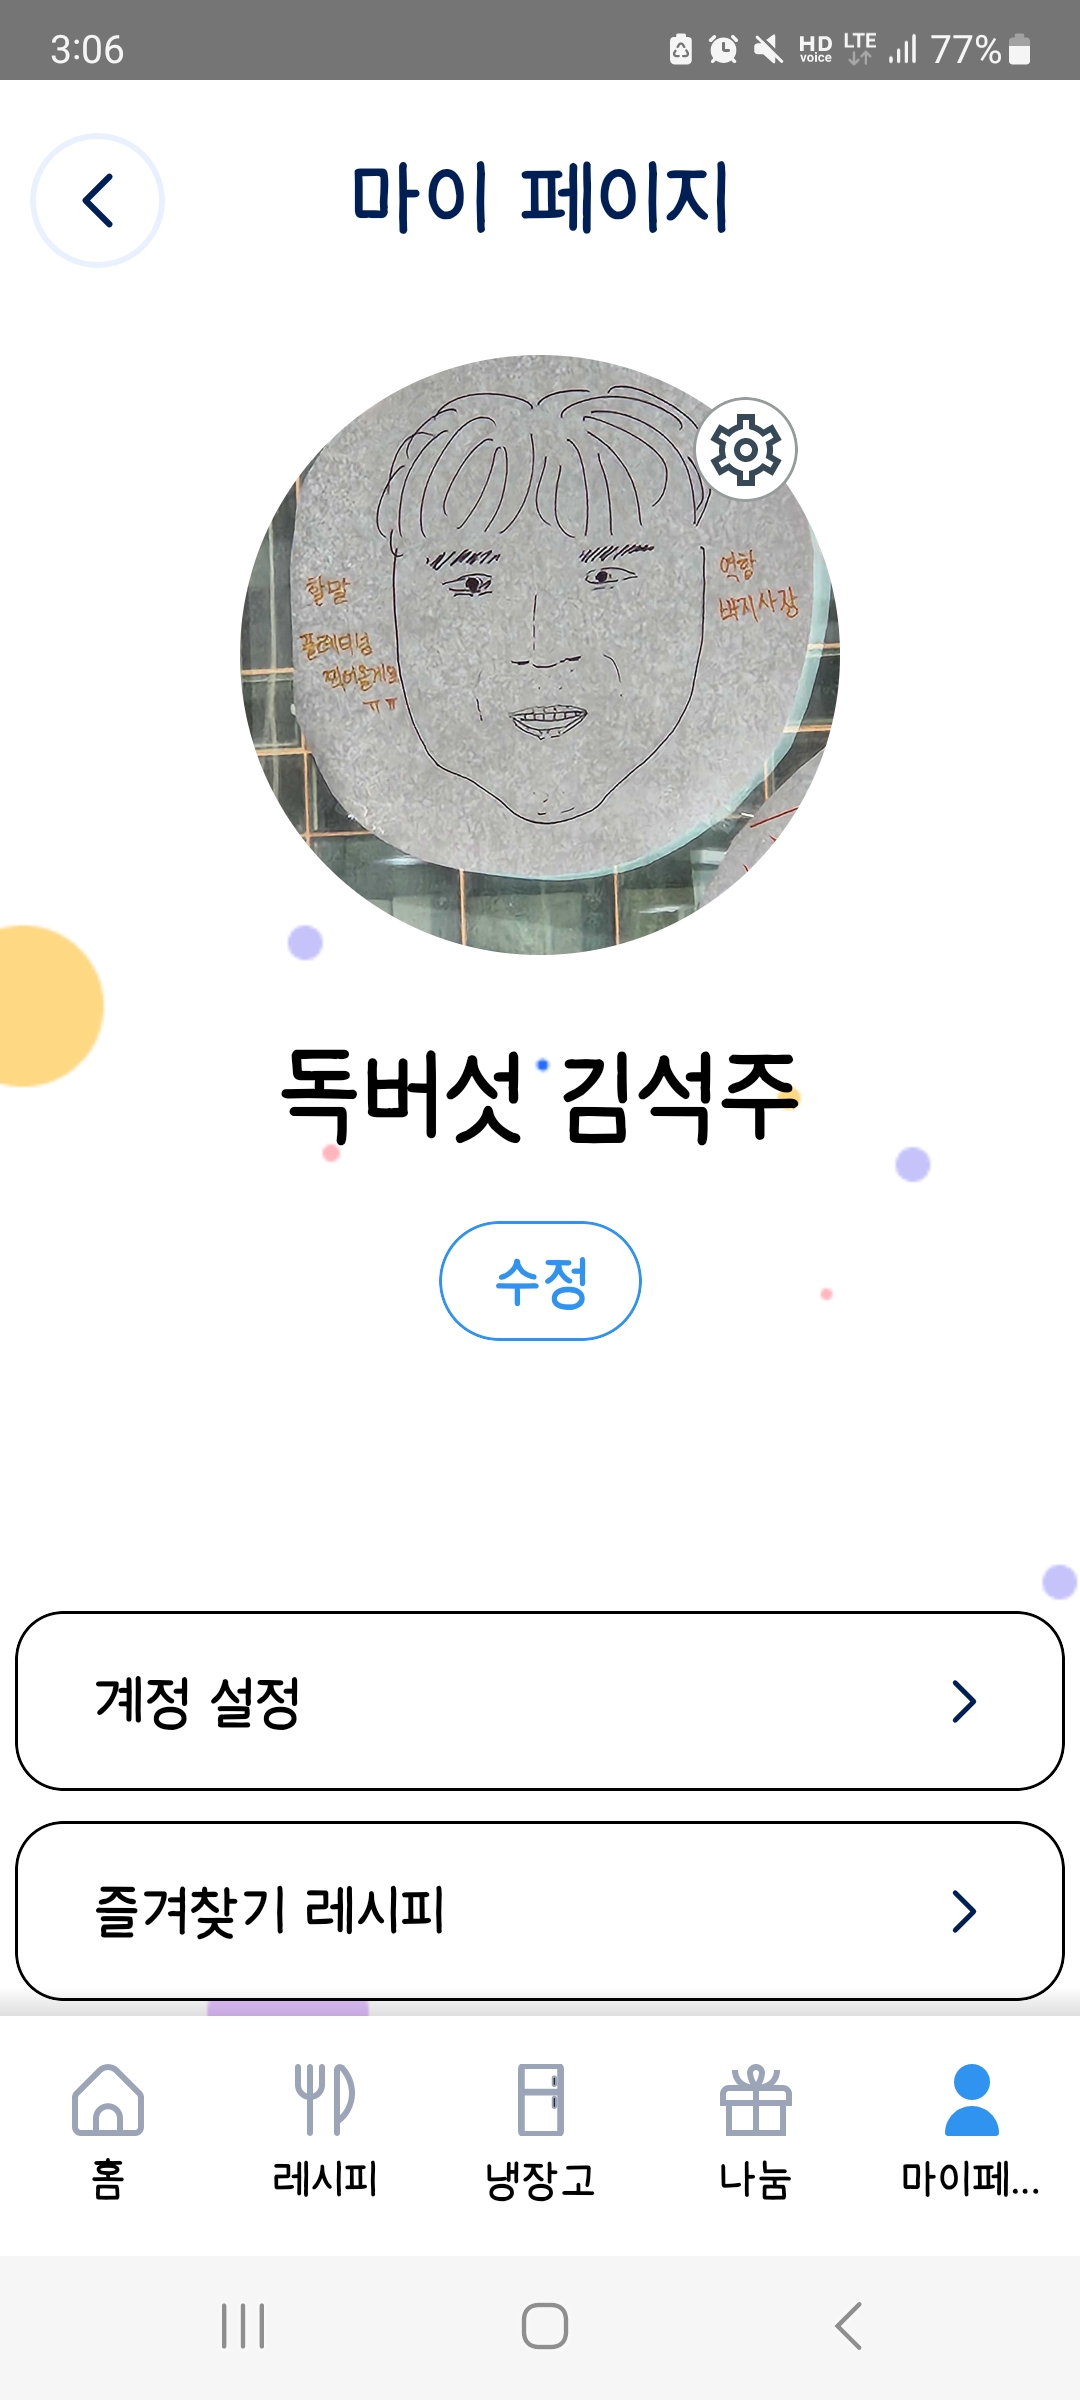 3:06
HD voice LTE 77%
마이 페이지
할말
플레티넘
찍어올게요
ㅠㅠ
역할
바지사장
독버섯 김석주
수정
계정 설정
즐겨찾기 레시피
홈 레시피 냉장고 나눔 마이페...